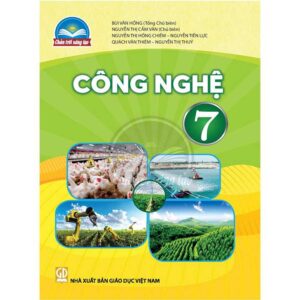 BÙI VĂN HỒNG (Tổng Chủ biên)
NGUYỄN THỊ CẨM VÂN (Chủ biên)
NGUYỄN THỊ HỒNG CHIẾM – NGUYỄN TIẾN LỰC
QUÁCH VĂN THIÊM – NGUYỄN THỊ THUÝ
Chân trời sáng tạo
CÔNG NGHỆ
7
NHÀ XUẤT BẢN GIÁO DỤC VIỆT NAM